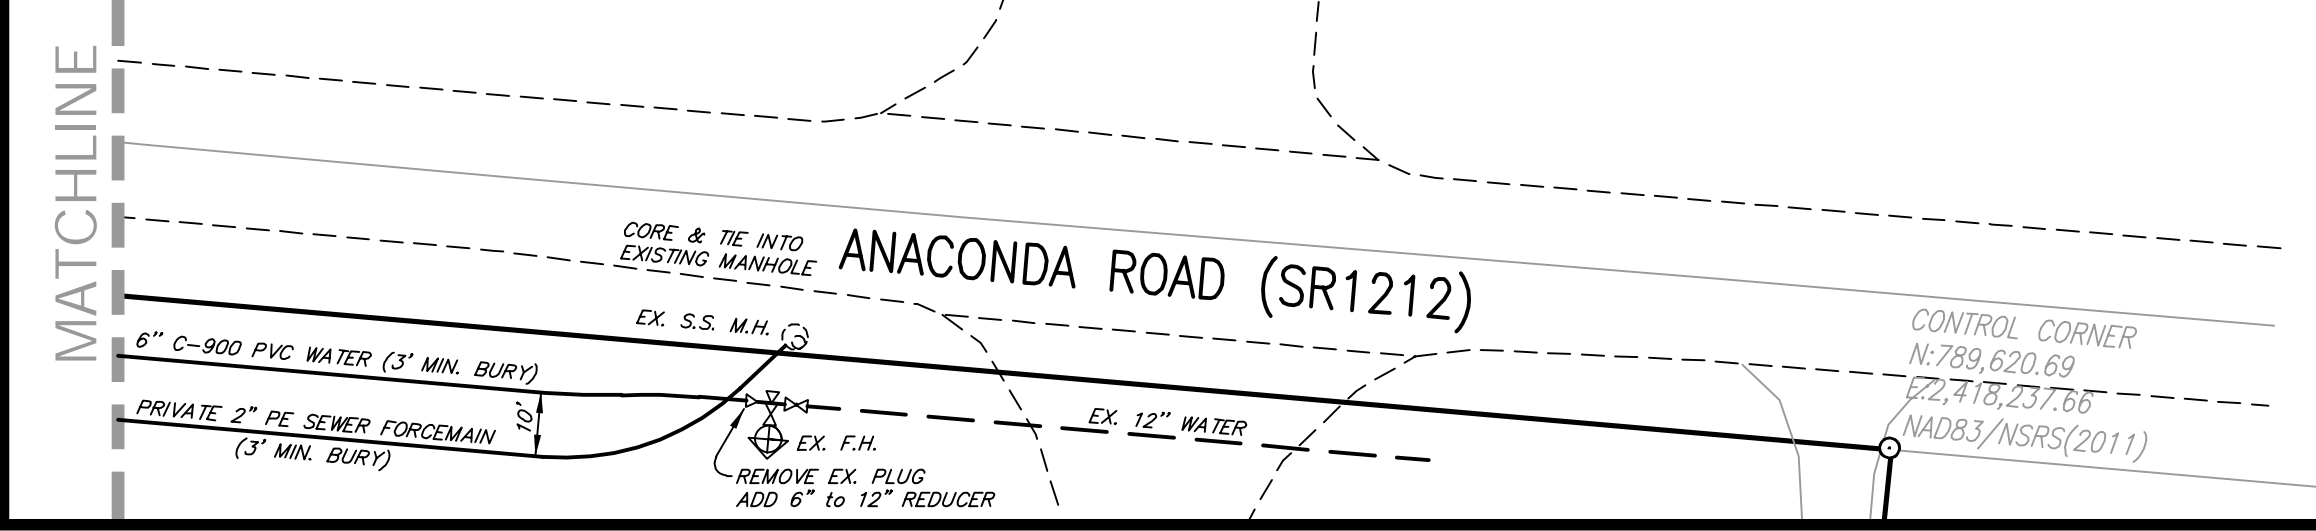 MATCHLINE
CORE & TIE INTO
EXISTING MANHOLE
ANACONDA ROAD (SR1212)
EX. S.S. M.H.
6" C-900 PVC WATER (3' MIN. BURY)
PRIVATE 2" PE SEWER FORCEMAIN
(3' MIN. BURY)
10'
EX. F.H.
REMOVE EX. PLUG
ADD 6" to 12" REDUCER
EX. 12" WATER
CONTROL CORNER
N:789,620.69
E:2,418,237.66
NAD83/NSRS(2011)